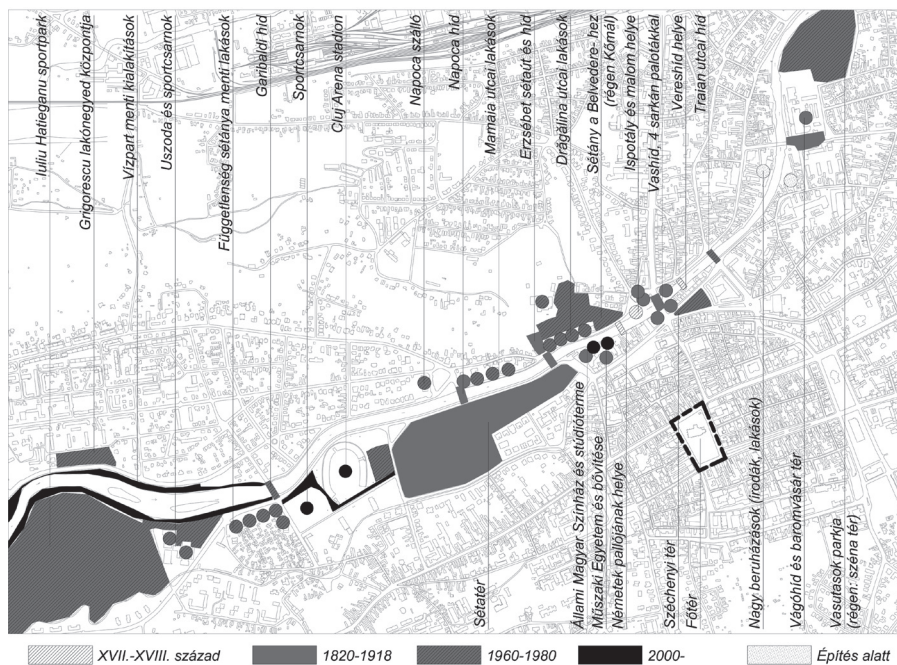 Iuliu Hațieganu sportpark
Grigorescu lakónegyed központja
Vízpart menti kialakítások
Uszoda és sportcsarnok
Függetlenség sétánya menti lakások
Garibaldi híd
Sportcsarnok
Cluj Arena stadion
Napoca szálló
Napoca híd
Mamaia utcai lakások
Erzsébet sétaút és híd
Drăgălina utcai lakások
Sétány a Belvedere- hez
(régen Kőmál)
Ispotály és malom helye
Vashíd, 4 sarkán palotákkal
Vereshíd helye
Traian utcai híd
Sétatér
Állami Magyar Színház és stúdióterme
Műszaki Egyetem és bővítése
Németek pallójának helye
Széchenyi tér
Főtér
Nagy beruházások (irodák, lakások)
Vágóhíd és baromvásár tér
Vasutasok parkja
(régen: széna tér)
XVII.-XVIII. század
1820-1918
1960-1980
2000-
Építés alatt